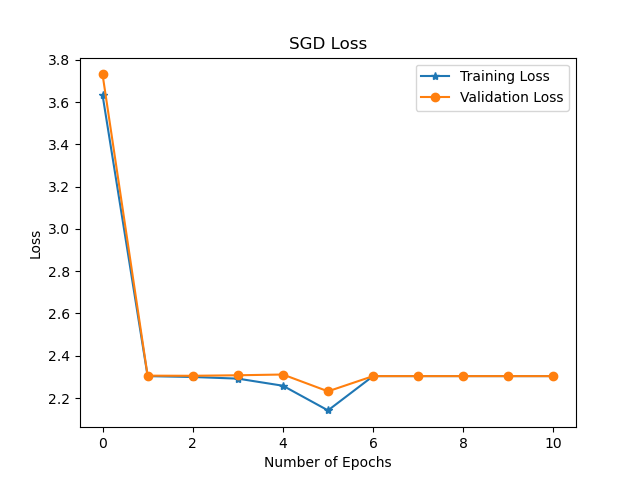 SGD Loss
Training Loss
Validation Loss
3.8
3.6
3.4
3.2
3.0
2.8
2.6
2.4
2.2
Loss
0 2 4 6 8 10
Number of Epochs